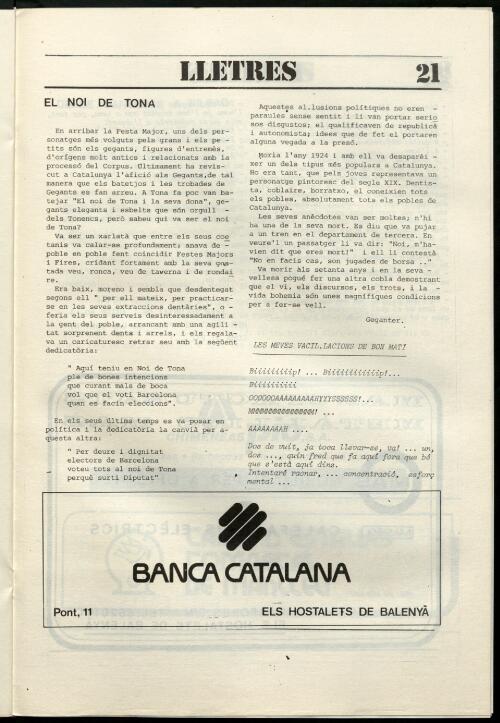 LLETRES 21
EL NOI DE TONA
En arribar la Festa Major, uns dels per-
sonatges més volguts pels grans i els pe -
tits són els gegants, figures d'entremés,
d'orígens molt antics i relacionats amb la
processó del Corpus. Ultimament ha revis-
cut a Catalunya l'afició als Gegants,de tal
manera que els batetjos i les trobades de
Gegants es fan arreu. A Tona fa poc van ba-
tejar "El noi de Tona i la seva dona", ge-
gants elegants i esbelts que són orgull -
dels Tonencs, però sabeu qui va ser el noi
de Tona?
Va ser un xarlatà que entre els seus coe
tanis va calar-se profundament; anava de -
poble en poble fent coincidir Festes Majors
i Fires, cridant fortament amb la seva gas-
tada veu, ronca, veu de taverna i de rondai
re.
Era baix, moreno i sembla que desdentegat
segons ell " per ell mateix, per practicar-
se en les seves extraccions dentàries", o -
feria els seus serveis desinteressadament a
la gent del poble, arrancant amb una agili -
tat sorprenent dents i arrels, i els regala-
va un caricaturesc retrar seu amb la següent
dedicatòria:
" Aquí teniu en Noi de Tona
ple de bones intencions
que curant mals de boca
vol que el voti Barcelona
quan es facin eleccions".
En els seus últims temps es va posar en
política i la dedicatòria la canvià per a-
questa altra:
" Per deure i dignitat
electors de Barcelona
voteu tots al noi de Tona
perquè surti Diputat"
Aquestes al.lusions polítiques no eren -
paraules sense sentit i li van portar serio
sos disgustos; el qualificaven de republicà
i autonomista; idees que de fet el portaren
alguna vegada a la presó.
Moria l'any 1924 i amb ell va desaparèi -
xer un dels tipus més populars a Catalunya.
Ho era tant, que pels joves representava un
personatge pintoresc del segle XIX. Dentis-
ta, coblaire, borratxo, el coneixien tots
els pobles, absolutament tots els pobles de
Catalunya.
Les seves anècdotes van ser moltes; n'hi
ha una de la seva mort. Es diu que va pujar
a un tren en el departament de tercera. En
veure'l un passatger li va dir: "Noi, m'ha-
vien dit que eres mort!" i ell li contestà
"No en facis cas, son jugades de borsa .."
Va morir als setanta anys i en la seva -
vellesa pogué fer una altra cobla demostrant
que el vi, els discursos, els trots, i la -
vida bohemia són unes magnífiques condicions
per a fer-se vell.
Geganter.
LES MEVES VACIL.LACIONS DE BON MATI
Biiiiiiiiip! ... Biiiiiiiiiiiip!...
Biiiiiiiiii
OOOOOOAAAAAAAAAHYYYSSSSSS!...
MMMMMMMMMMMMMMM! ...
AAAAAAAAH ....
Dos de vuit, ja toca llevar-se, va! ... un,
dos ..., quin fred que fa aquí fora que bé
que s'està aquí dins.
Intentaré raonar, ... concentració, esforç
mental ...
BANCA CATALANA
Pont, 11 ELS HOSTALETS DE BALENYÀ